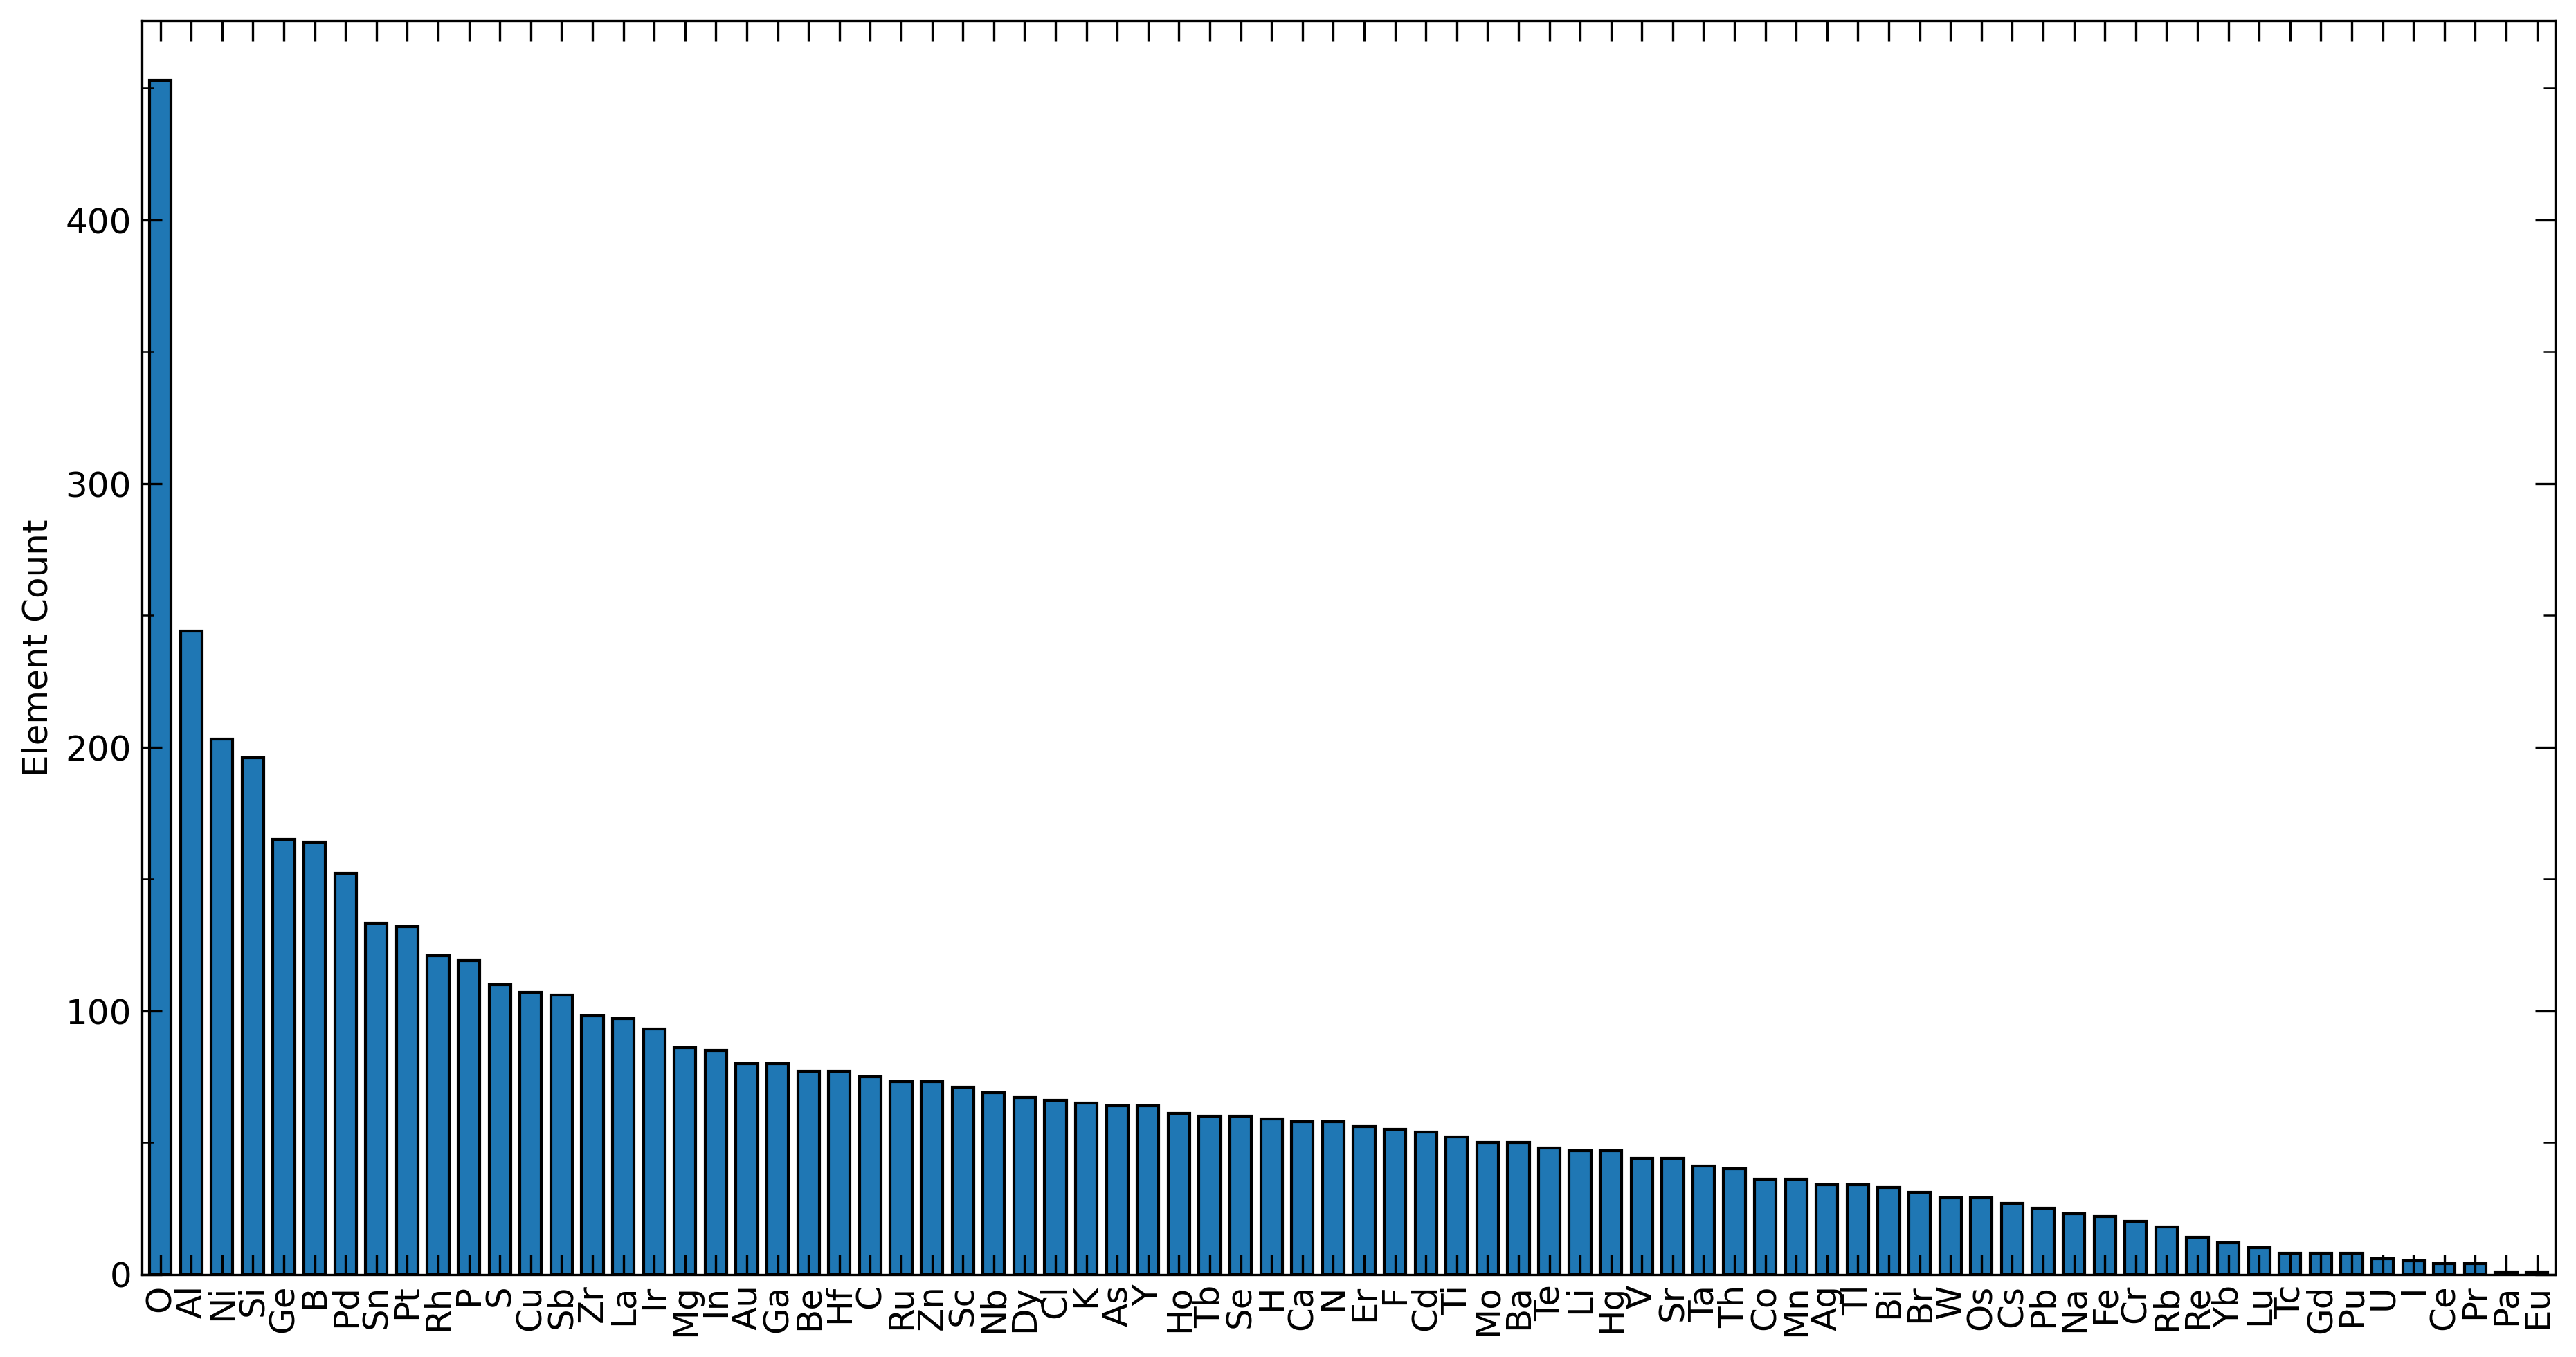 Element Count
400
300
200
100
0
O Al Ni Si Ge B Pd Sn Pt Rh P S Cu Sb Zr La Ir Mg In Au Ga Be Hf C Ru Zn Sc Nb Dy Cl K As Y Ho Tb Se H Ca N Er F Cd Ti Mo Ba Te Li Hg V Sr Ta Th Co Mn Ag Tl Bi Br W Os Cs Pb Na Fe Cr Rb Re Yb Lu Tc Gd Pu U I Ce Pr Pa Eu